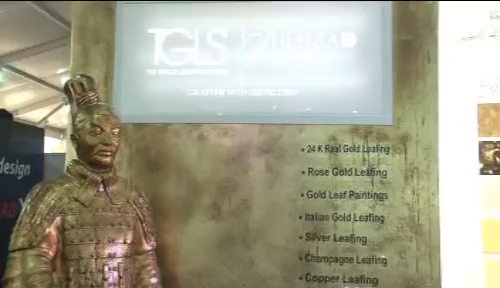 TGLS
• 24 K Real Gold Leafing
• Rose Gold Leafing
• Gold Leaf Paintings
• Italian Gold Leafing
• Silver Leafing
• Champagne Leafing
• Copper Leafing
design